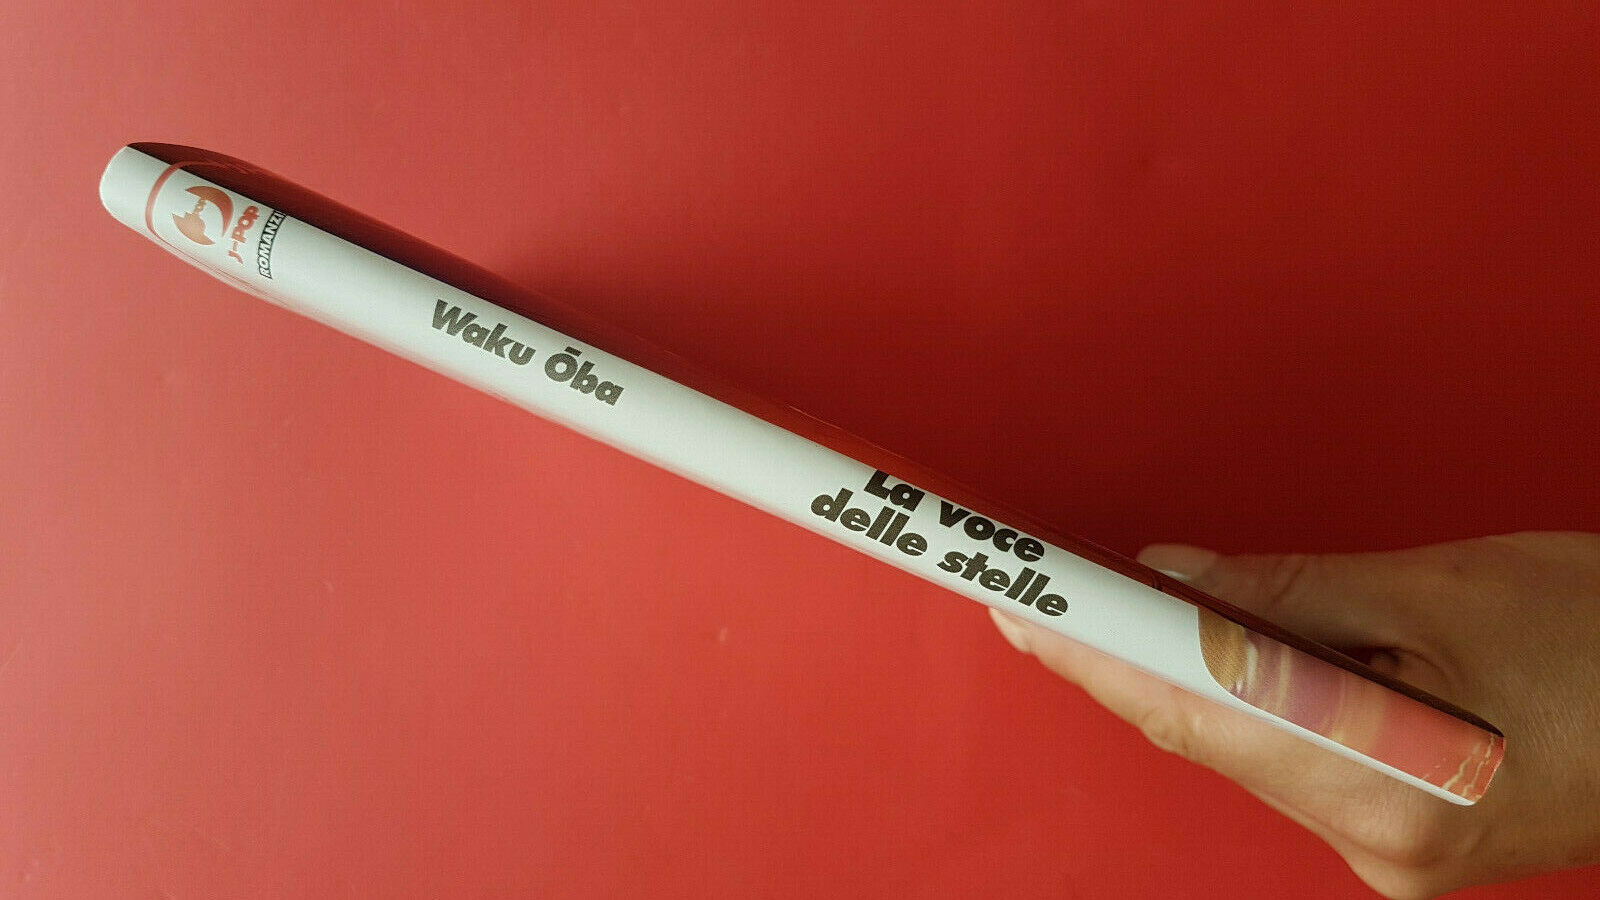 J-POP
ROMANZI
Waku Ōba
La voce
delle stelle